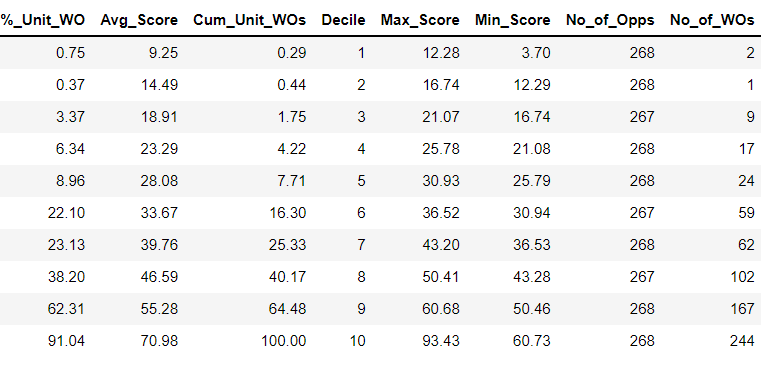 %_Unit_WO Avg_Score Cum_Unit_WOs Decile Max_Score Min_Score No_of_Opps No_of_WOs
0.75 9.25 0.29 1 12.28 3.70 268 2
0.37 14.49 0.44 2 16.74 12.29 268 1
3.37 18.91 1.75 3 21.07 16.74 267 9
6.34 23.29 4.22 4 25.78 21.08 268 17
8.96 28.08 7.71 5 30.93 25.79 268 24
22.10 33.67 16.30 6 36.52 30.94 267 59
23.13 39.76 25.33 7 43.20 36.53 268 62
38.20 46.59 40.17 8 50.41 43.28 267 102
62.31 55.28 64.48 9 60.68 50.46 268 167
91.04 70.98 100.00 10 93.43 60.73 268 244